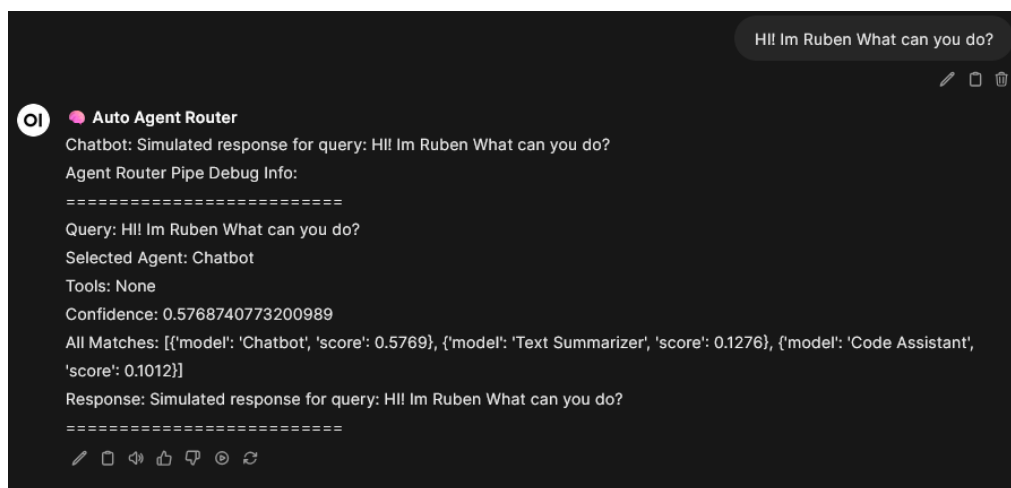 HI! Im Ruben What can you do?
OI
Auto Agent Router
Chatbot: Simulated response for query: HI! Im Ruben What can you do?
Agent Router Pipe Debug Info:
==========================
Query: HI! Im Ruben What can you do?
Selected Agent: Chatbot
Tools: None
Confidence: 0.5768740773200989
All Matches: [{'model': 'Chatbot', 'score': 0.5769}, {'model': 'Text Summarizer', 'score': 0.1276}, {'model': 'Code Assistant',
'score': 0.1012}]
Response: Simulated response for query: HI! Im Ruben What can you do?
==========================